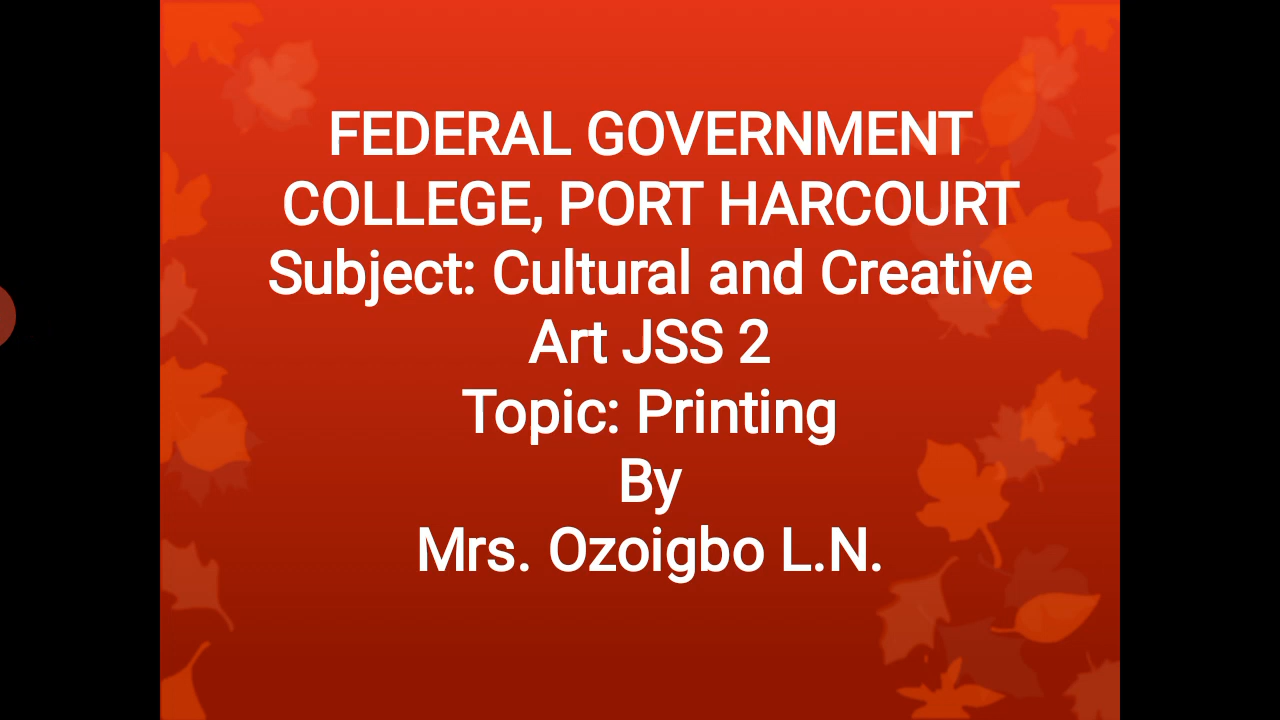 FEDERAL GOVERNMENT
COLLEGE, PORT HARCOURT
Subject: Cultural and Creative
Art JSS 2
Topic: Printing
By
Mrs. Ozoigbo L.N.